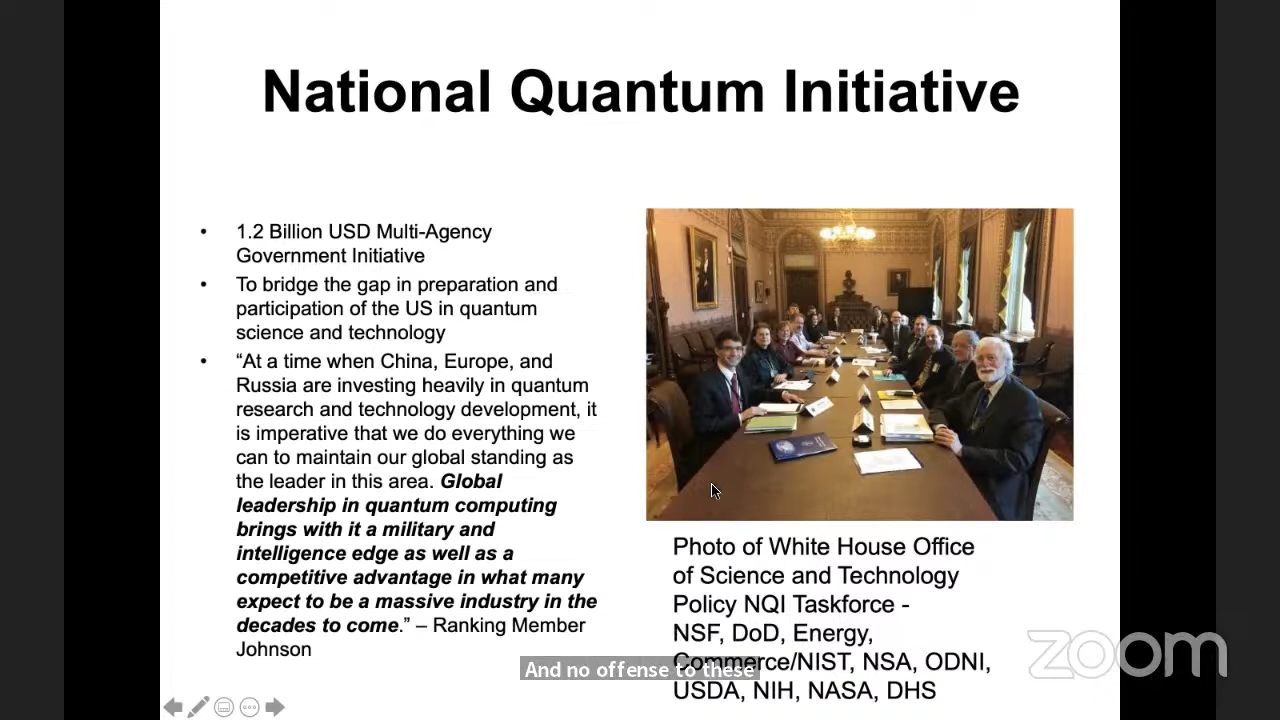 National Quantum Initiative
• 1.2 Billion USD Multi-Agency
Government Initiative
• To bridge the gap in preparation and
participation of the US in quantum
science and technology
• “At a time when China, Europe, and
Russia are investing heavily in quantum
research and technology development, it
is imperative that we do everything we
can to maintain our global standing as
the leader in this area. Global
leadership in quantum computing
brings with it a military and
intelligence edge as well as a
competitive advantage in what many
expect to be a massive industry in the
decades to come.” – Ranking Member
Johnson
Photo of White House Office
of Science and Technology
Policy NQI Taskforce -
NSF, DoD, Energy,
Commerce/NIST, NSA, ODNI,
USDA, NIH, NASA, DHS
And no offense to these
zoom